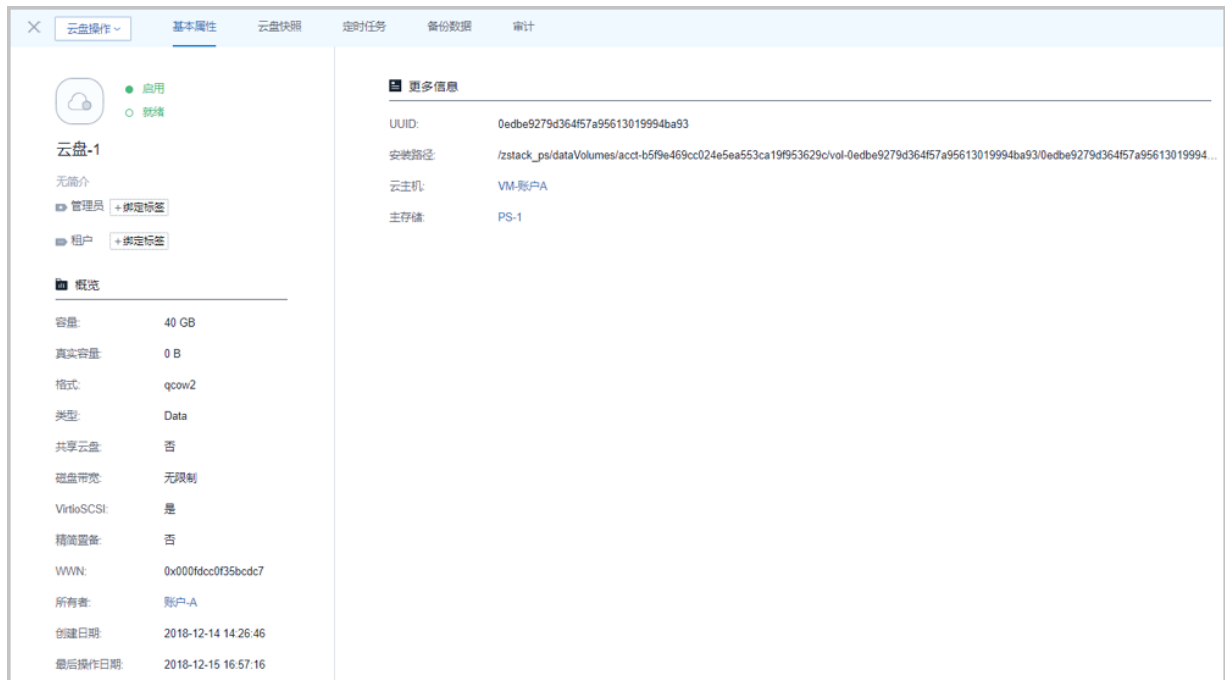 云盘操作 基本属性 云盘快照 定时任务 备份数据 审计
启用
就绪
云盘-1
无简介
管理员 +绑定标签
租户 +绑定标签
概览
容量: 40 GB
真实容量: 0 B
格式: qcow2
类型: Data
共享云盘: 否
磁盘带宽: 无限制
VirtioSCSI: 是
精简置备: 否
WWN: 0x000fdcc0f35bcdc7
所有者: 账户-A
创建日期: 2018-12-14 14:26:46
最后操作日期: 2018-12-15 16:57:16
更多信息
UUID: 0edbe9279d364f57a95613019994ba93
安装路径: /zstack_ps/dataVolumes/acct-b5f9e469cc024e5ea553ca19f953629c/vol-0edbe9279d364f57a95613019994ba93/0edbe9279d364f57a95613019994...
云主机: VM-账户A
主存储: PS-1